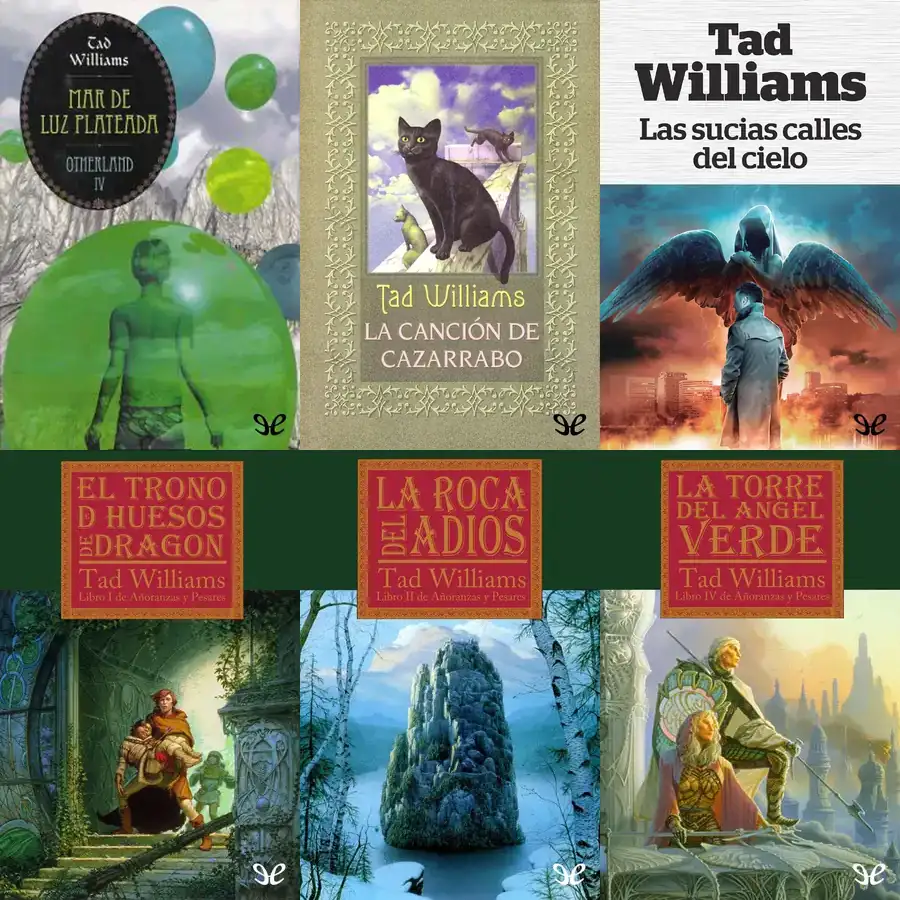 Tad
Williams
MAR DE
LUZ PLATEADA
OTHERLAND
IV
Tad Williams
LA CANCIÓN DE
CAZARRABO
Tad
Williams
Las sucias calles
del cielo
EL TRONO
D HUESOS
DE DRAGON
Tad Williams
Libro I de Añoranzas y Pesares
LA ROCA
DEL ADIOS
Tad Williams
Libro II de Añoranzas y Pesares
LA TORRE
DEL ANGEL
VERDE
Tad Williams
Libro IV de Añoranzas y Pesares